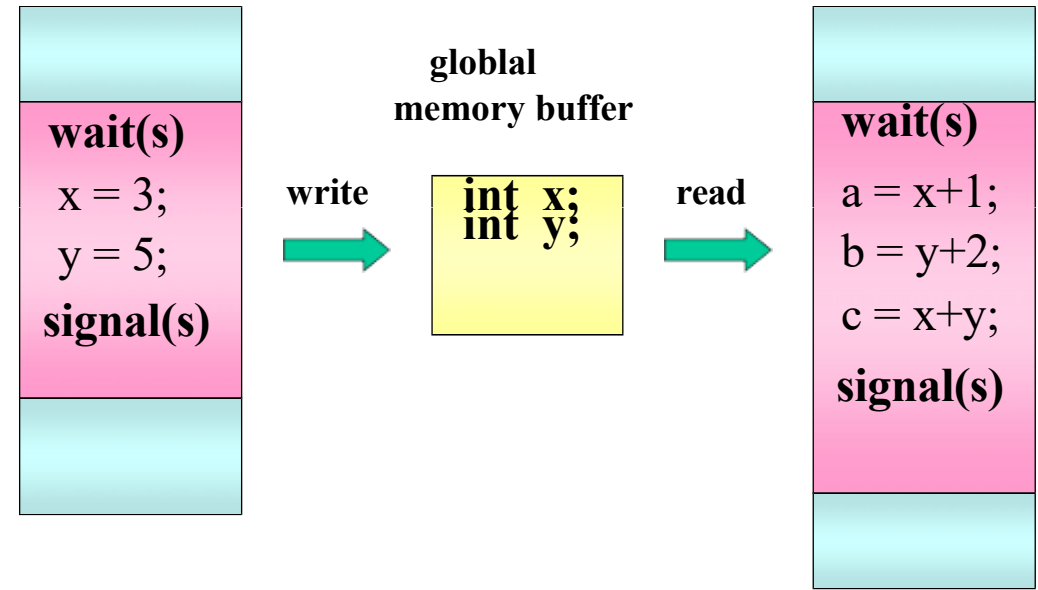 wait(s)
x = 3;
y = 5;
signal(s)
write
globlal
memory buffer
int x;
int y;
read
wait(s)
a = x+1;
b = y+2;
c = x+y;
signal(s)